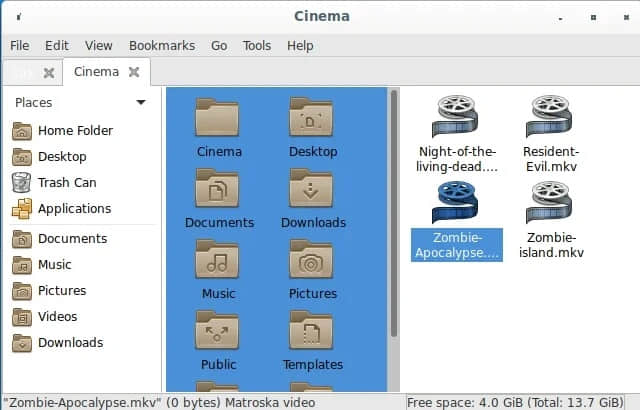 Cinema
File Edit View Bookmarks Go Tools Help
Cinema
Places
Home Folder
Desktop
Trash Can
Applications
Documents
Music
Pictures
Videos
Downloads
Cinema Desktop
Documents Downloads
Music Pictures
Public Templates
Night-of-the-
living-dead....
Resident-
Evil.mkv
Zombie-
Apocalypse....
Zombie-
island.mkv
"Zombie-Apocalypse.mkv" (0 bytes) Matroska video
Free space: 4.0 GiB (Total: 13.7 GiB)